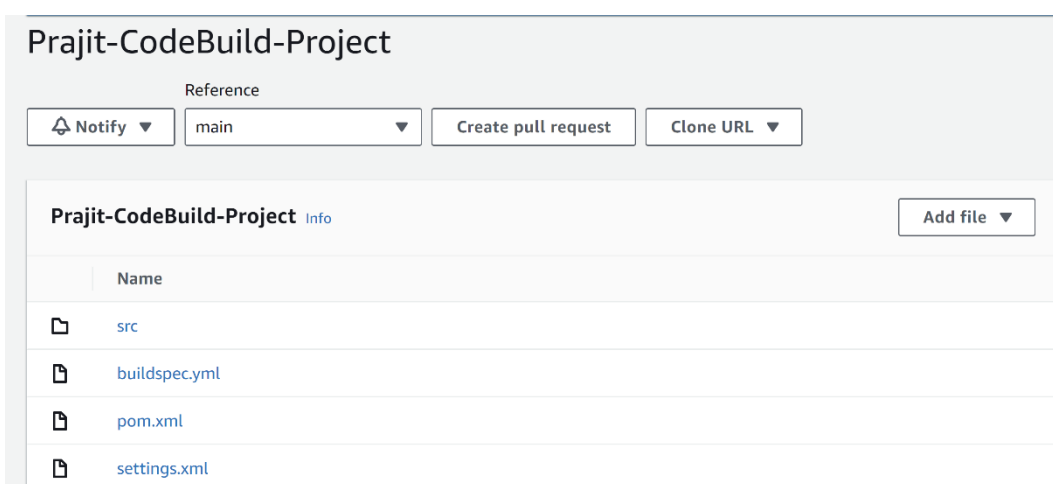 Prajit-CodeBuild-Project
Reference
Notify main Create pull request Clone URL
Prajit-CodeBuild-Project Info Add file
Name
src
buildspec.yml
pom.xml
settings.xml